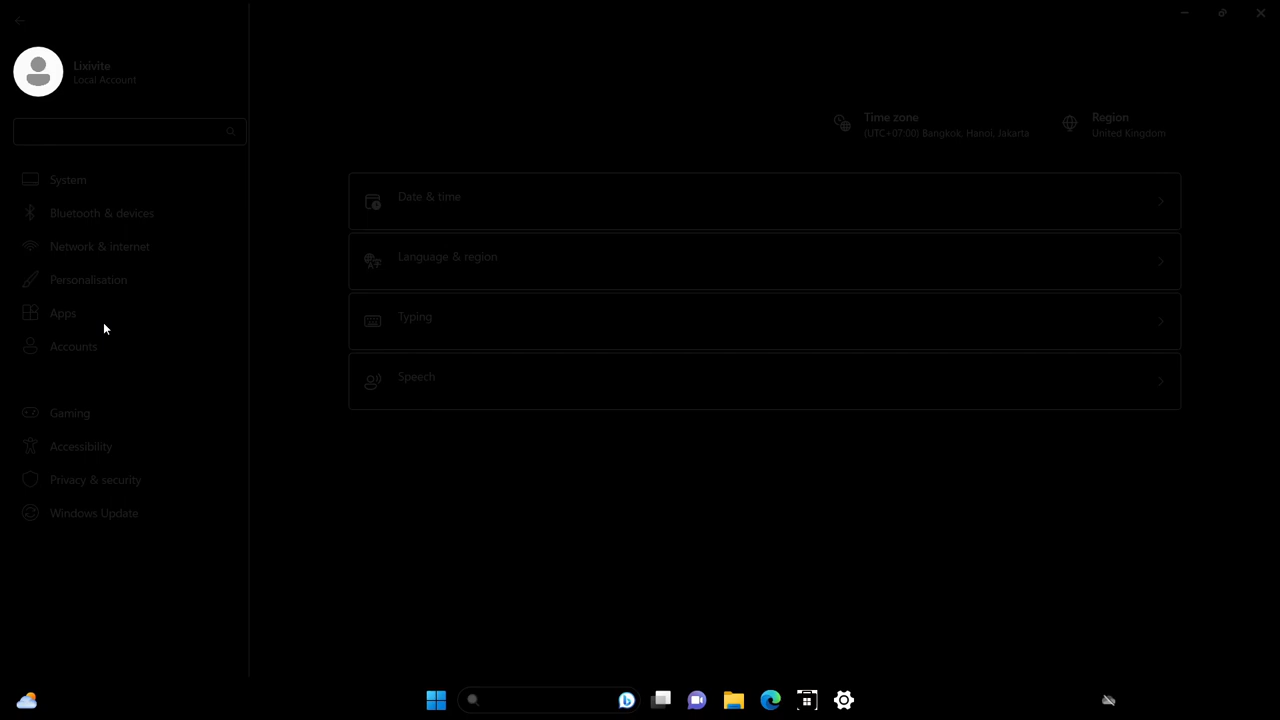 Lixivite
Local Account
Time zone
(UTC+07:00) Bangkok, Hanoi, Jakarta
Region
United Kingdom
System
Bluetooth & devices
Network & internet
Personalisation
Apps
Accounts
Gaming
Accessibility
Privacy & security
Windows Update
Date & time
Language & region
Typing
Speech